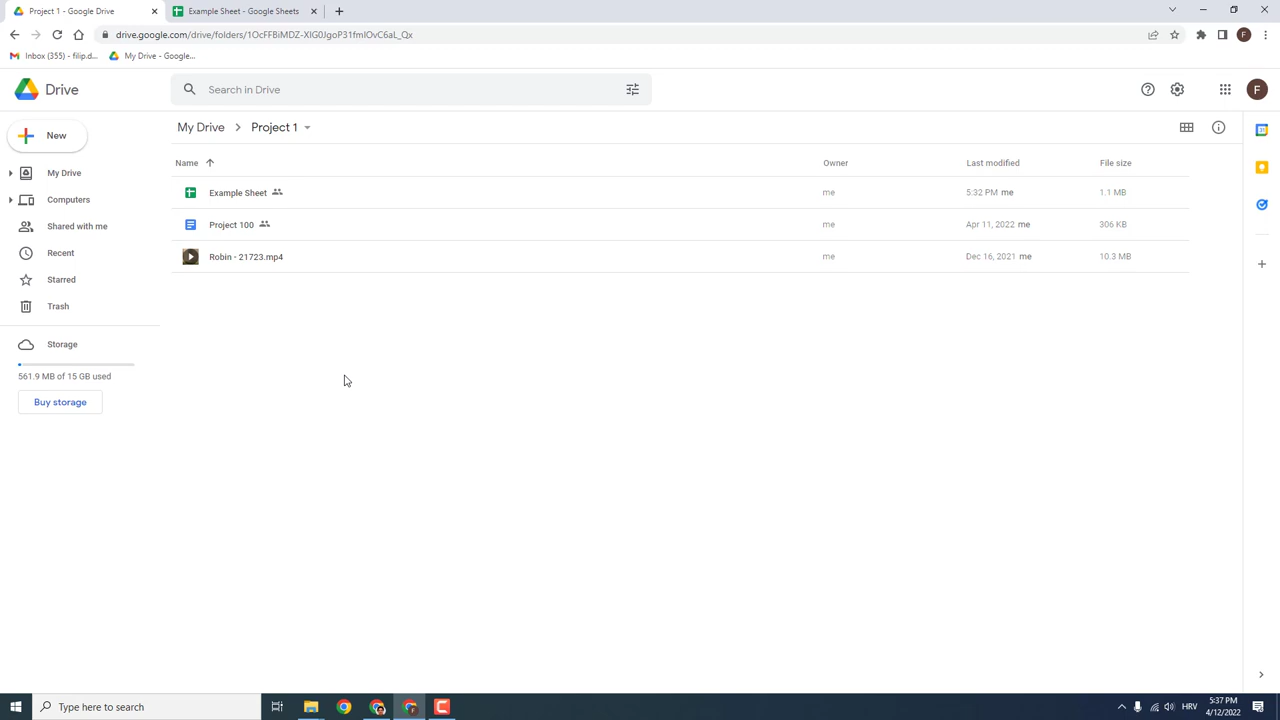 Project 1 - Google Drive
Example Sheet - Google Sheets
drive.google.com/drive/folders/1OcFFBiMDZ-XIG0JgoP31fmIOvC6aL_Qx
F
Inbox (355) - filip.d...
My Drive - Google...
Drive
Search in Drive
F
New
My Drive
Project 1
Name
Owner
Last modified
File size
My Drive
Example Sheet
me
5:32 PM me
1.1 MB
Computers
Shared with me
Project 100
me
Apr 11, 2022 me
306 KB
Recent
Robin - 21723.mp4
me
Dec 16, 2021 me
10.3 MB
Starred
Trash
Storage
561.9 MB of 15 GB used
Buy storage
Type here to search
HRV
5:37 PM
4/12/2022